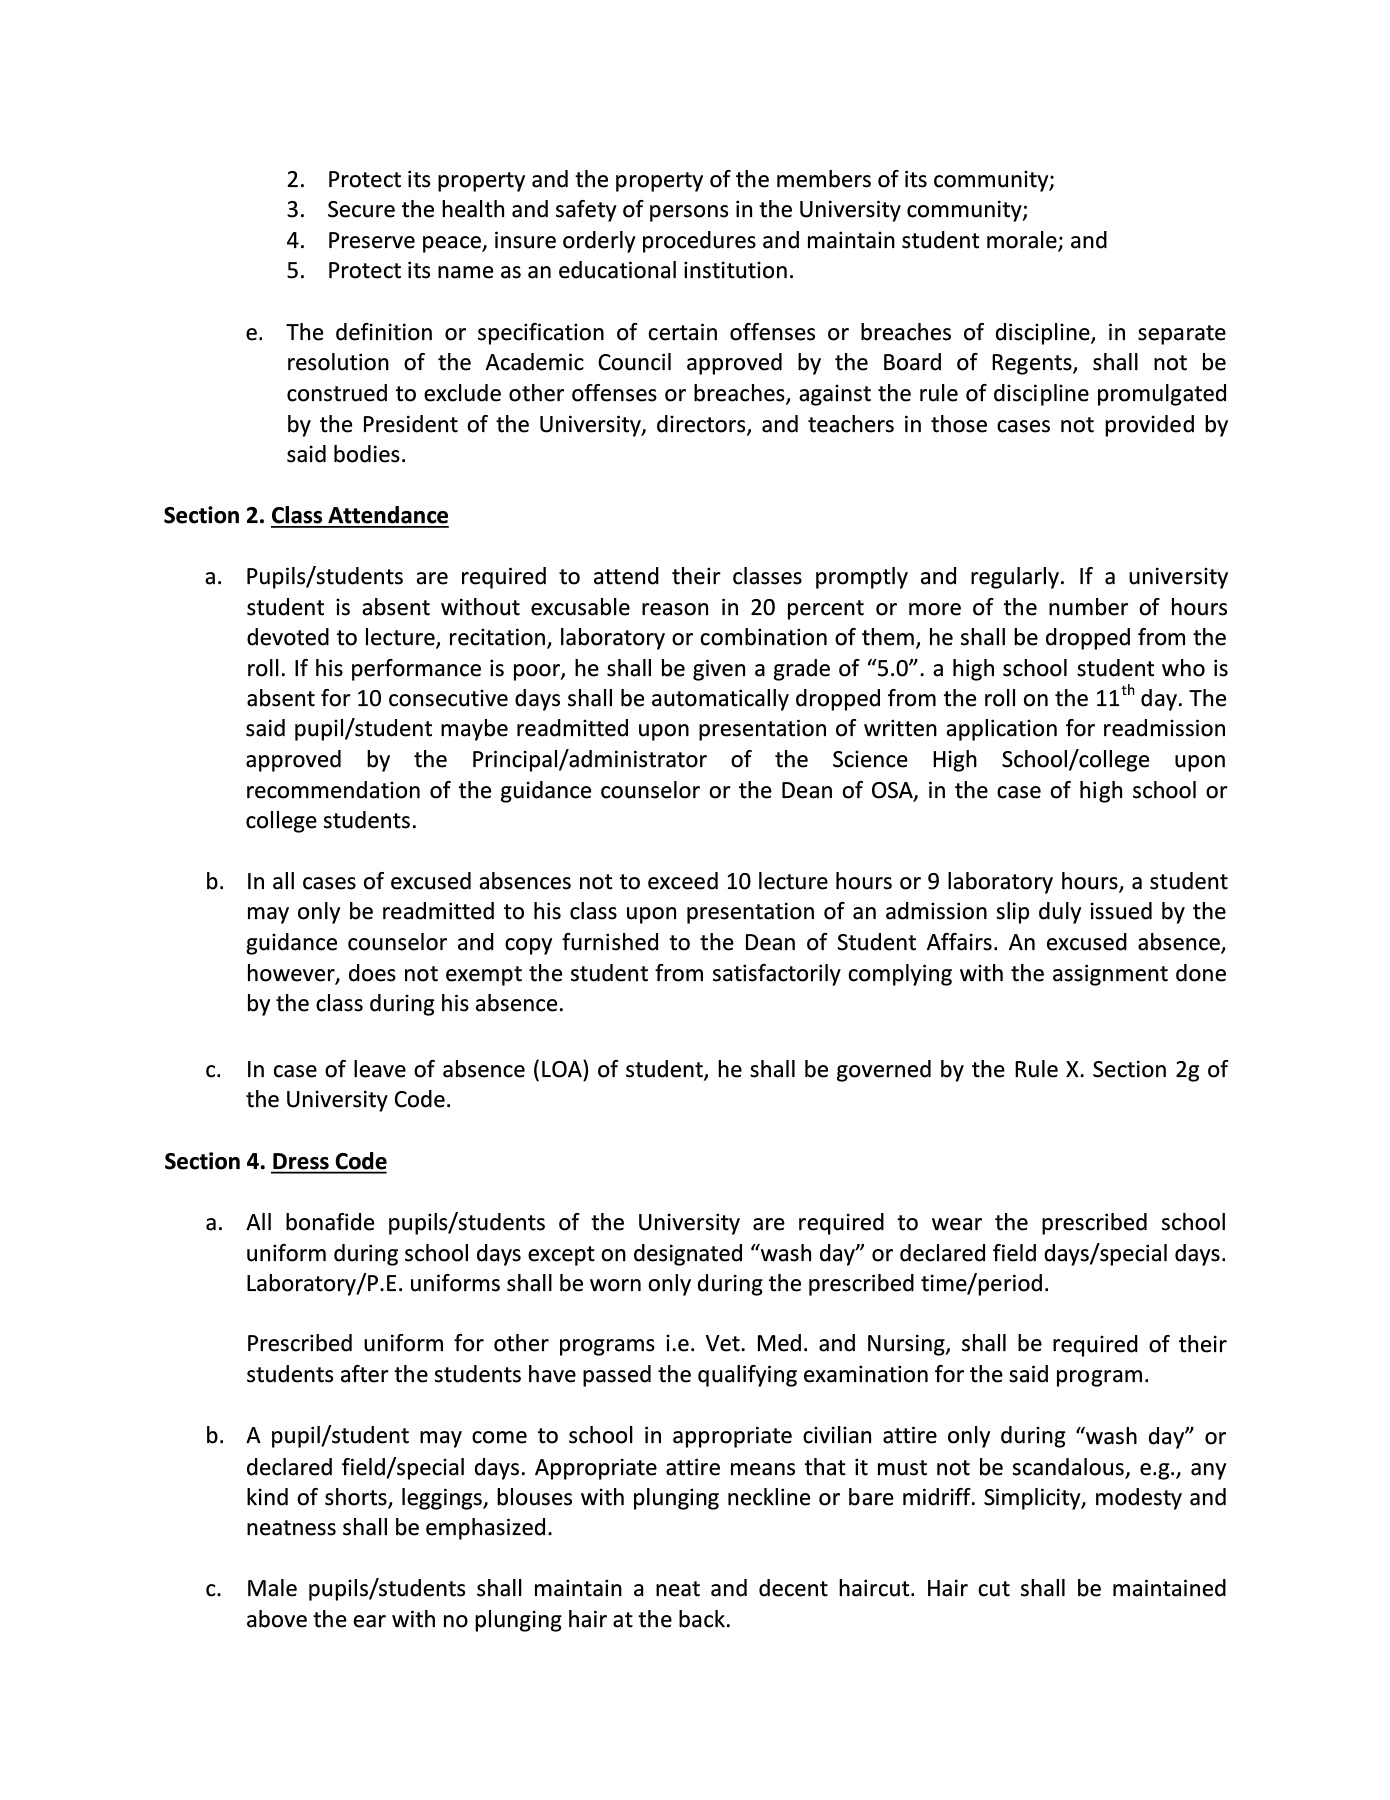 2. Protect its property and the property of the members of its community;
3. Secure the health and safety of persons in the University community;
4. Preserve peace, insure orderly procedures and maintain student morale; and
5. Protect its name as an educational institution.
e. The definition or specification of certain offenses or breaches of discipline, in separate
resolution of the Academic Council approved by the Board of Regents, shall not be
construed to exclude other offenses or breaches, against the rule of discipline promulgated
by the President of the University, directors, and teachers in those cases not provided by
said bodies.
Section 2. Class Attendance
a. Pupils/students are required to attend their classes promptly and regularly. If a university
student is absent without excusable reason in 20 percent or more of the number of hours
devoted to lecture, recitation, laboratory or combination of them, he shall be dropped from the
roll. If his performance is poor, he shall be given a grade of “5.0”. a high school student who is
absent for 10 consecutive days shall be automatically dropped from the roll on the 11th day. The
said pupil/student maybe readmitted upon presentation of written application for readmission
approved by the Principal/administrator of the Science High School/college upon
recommendation of the guidance counselor or the Dean of OSA, in the case of high school or
college students.
b. In all cases of excused absences not to exceed 10 lecture hours or 9 laboratory hours, a student
may only be readmitted to his class upon presentation of an admission slip duly issued by the
guidance counselor and copy furnished to the Dean of Student Affairs. An excused absence,
however, does not exempt the student from satisfactorily complying with the assignment done
by the class during his absence.
c. In case of leave of absence (LOA) of student, he shall be governed by the Rule X. Section 2g of
the University Code.
Section 4. Dress Code
a. All bonafide pupils/students of the University are required to wear the prescribed school
uniform during school days except on designated “wash day” or declared field days/special days.
Laboratory/P.E. uniforms shall be worn only during the prescribed time/period.
Prescribed uniform for other programs i.e. Vet. Med. and Nursing, shall be required of their
students after the students have passed the qualifying examination for the said program.
b. A pupil/student may come to school in appropriate civilian attire only during “wash day” or
declared field/special days. Appropriate attire means that it must not be scandalous, e.g., any
kind of shorts, leggings, blouses with plunging neckline or bare midriff. Simplicity, modesty and
neatness shall be emphasized.
c. Male pupils/students shall maintain a neat and decent haircut. Hair cut shall be maintained
above the ear with no plunging hair at the back.